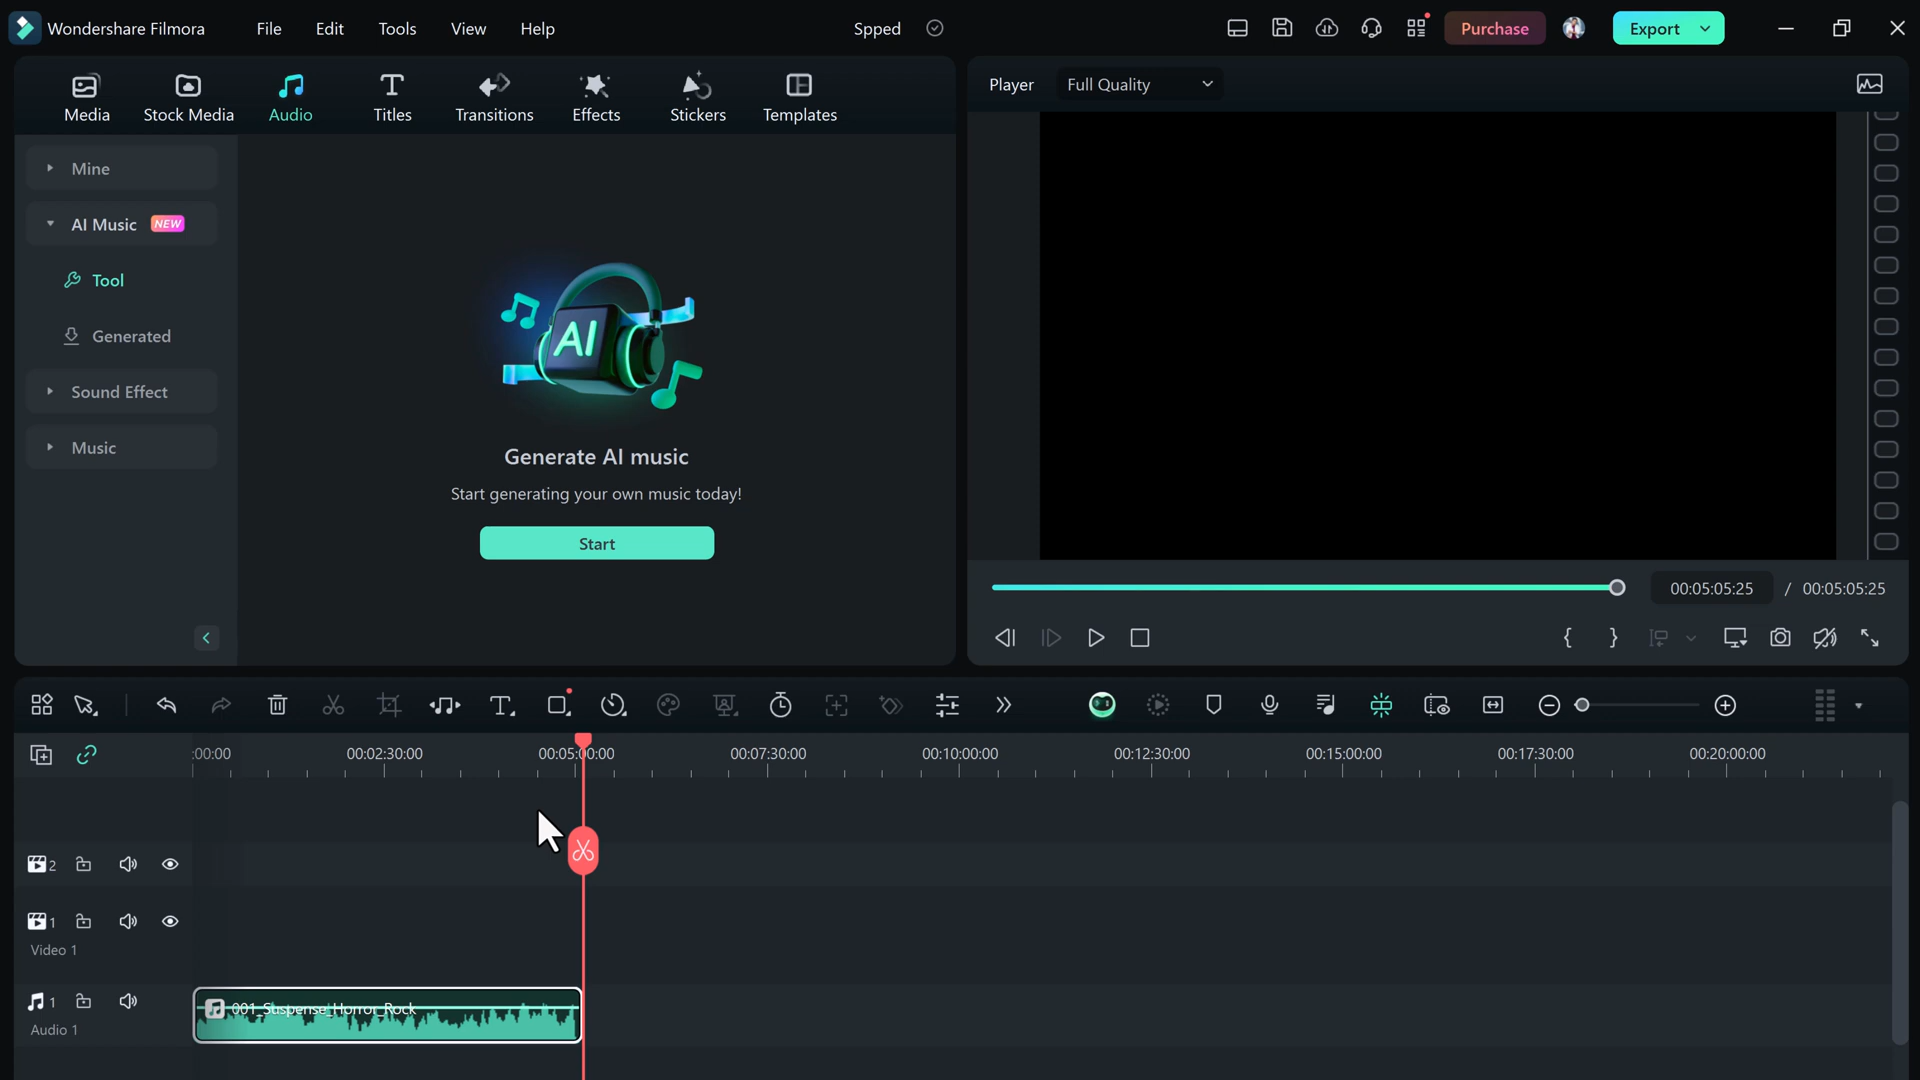 Wondershare Filmora
File
Edit
Tools
View
Help
Spped
Purchase
Export
Media
Stock Media
Audio
Titles
Transitions
Effects
Stickers
Templates
Player
Full Quality
Mine
AI Music
NEW
Tool
Generated
Sound Effect
Music
AI
Generate AI music
Start generating your own music today!
Start
00:05:05:25
/
00:05:05:25
:00:00
00:02:30:00
00:05:00:00
00:07:30:00
00:10:00:00
00:12:30:00
00:15:00:00
00:17:30:00
00:20:00:00
2
1
Video 1
1
Audio 1
001_Suspense_Horror_Rock